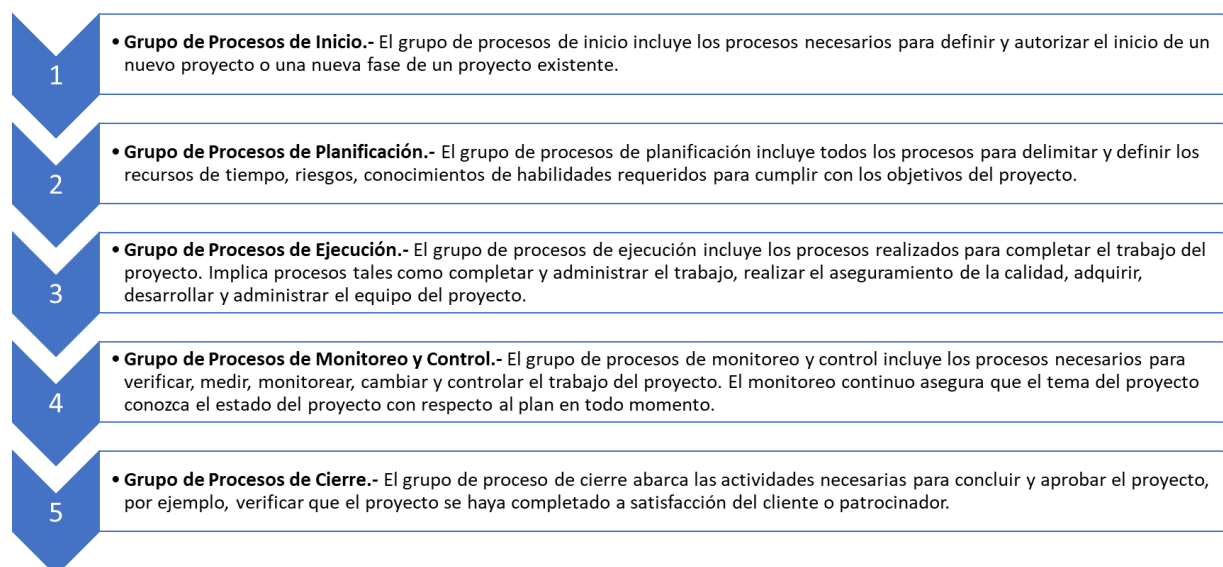 1
• Grupo de Procesos de Inicio.- El grupo de procesos de inicio incluye los procesos necesarios para definir y autorizar el inicio de un
nuevo proyecto o una nueva fase de un proyecto existente.
2
• Grupo de Procesos de Planificación.- El grupo de procesos de planificación incluye todos los procesos para delimitar y definir los
recursos de tiempo, riesgos, conocimientos de habilidades requeridos para cumplir con los objetivos del proyecto.
3
• Grupo de Procesos de Ejecución.- El grupo de procesos de ejecución incluye los procesos realizados para completar el trabajo del
proyecto. Implica procesos tales como completar y administrar el trabajo, realizar el aseguramiento de la calidad, adquirir,
desarrollar y administrar el equipo del proyecto.
4
• Grupo de Procesos de Monitoreo y Control.- El grupo de procesos de monitoreo y control incluye los procesos necesarios para
verificar, medir, monitorear, cambiar y controlar el trabajo del proyecto. El monitoreo continuo asegura que el tema del proyecto
conozca el estado del proyecto con respecto al plan en todo momento.
5
• Grupo de Procesos de Cierre.- El grupo de proceso de cierre abarca las actividades necesarias para concluir y aprobar el proyecto,
por ejemplo, verificar que el proyecto se haya completado a satisfacción del cliente o patrocinador.